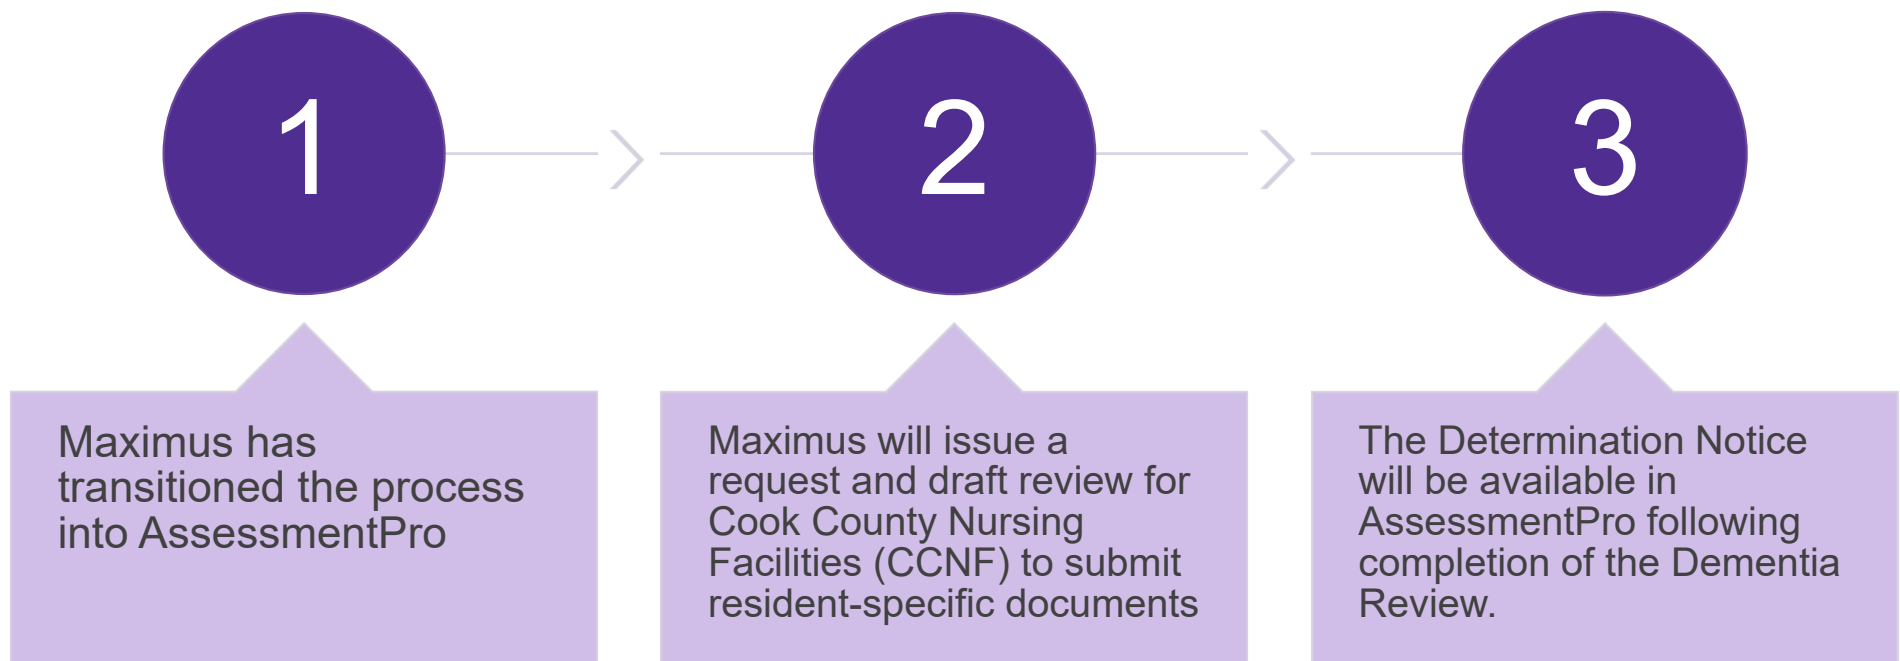 1
Maximus has
transitioned the process
into AssessmentPro
2
Maximus will issue a
request and draft review for
Cook County Nursing
Facilities (CCNF) to submit
resident-specific documents
3
The Determination Notice
will be available in
AssessmentPro following
completion of the Dementia
Review.